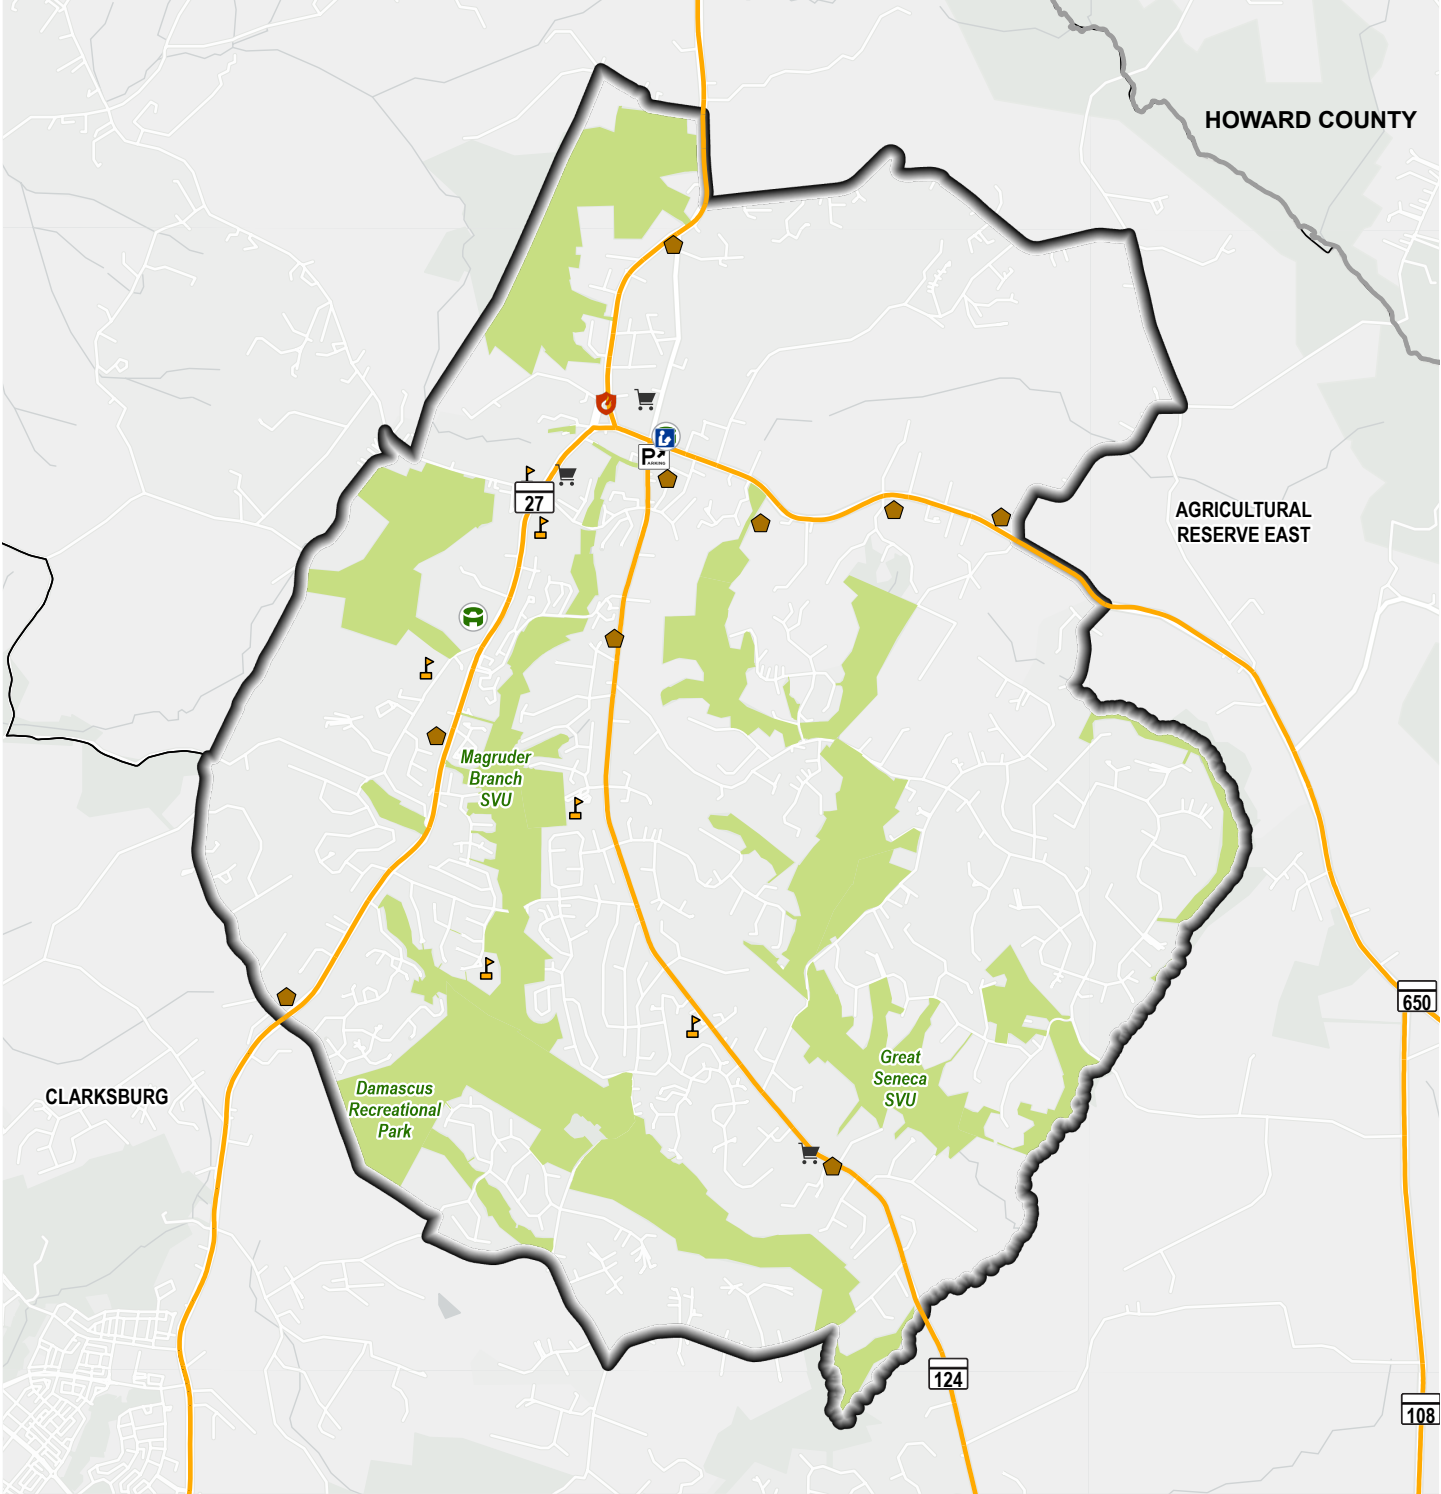 HOWARD COUNTY
P
ARKING
27
AGRICULTURAL
RESERVE EAST
Magruder
Branch
SVU
650
Great
Seneca
SVU
CLARKSBURG
Damascus
Recreational
Park
124
108